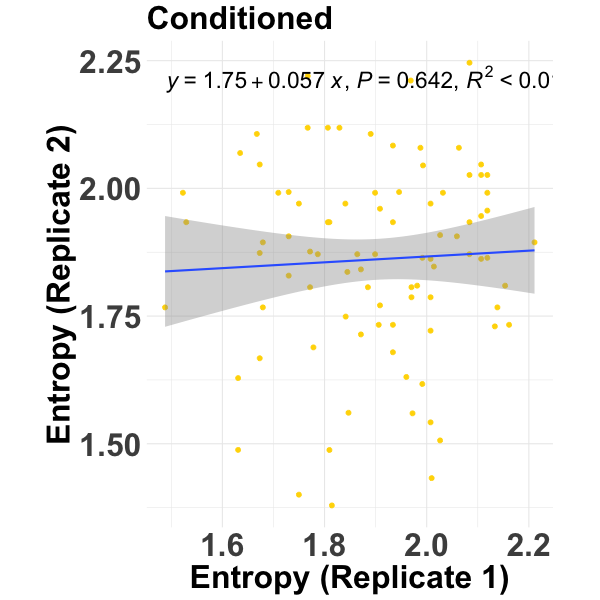 Conditioned
y = 1.75 + 0.057 x, P = 0.642, R² < 0.01
2.25
2.00
1.75
1.50
Entropy (Replicate 2)
1.6 1.8 2.0 2.2
Entropy (Replicate 1)